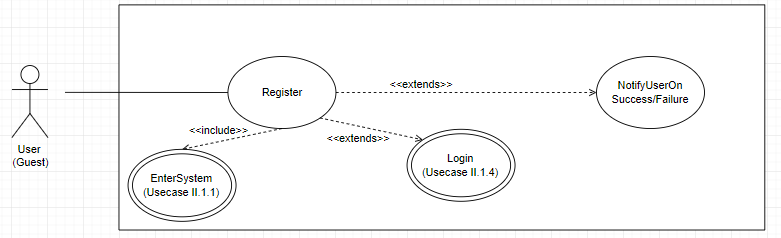 <<extends>>
NotifyUserOn
Success/Failure
Register
<<include>>
<<extends>>
User
(Guest)
EnterSystem
(Usecase II.1.1)
Login
(Usecase II.1.4)